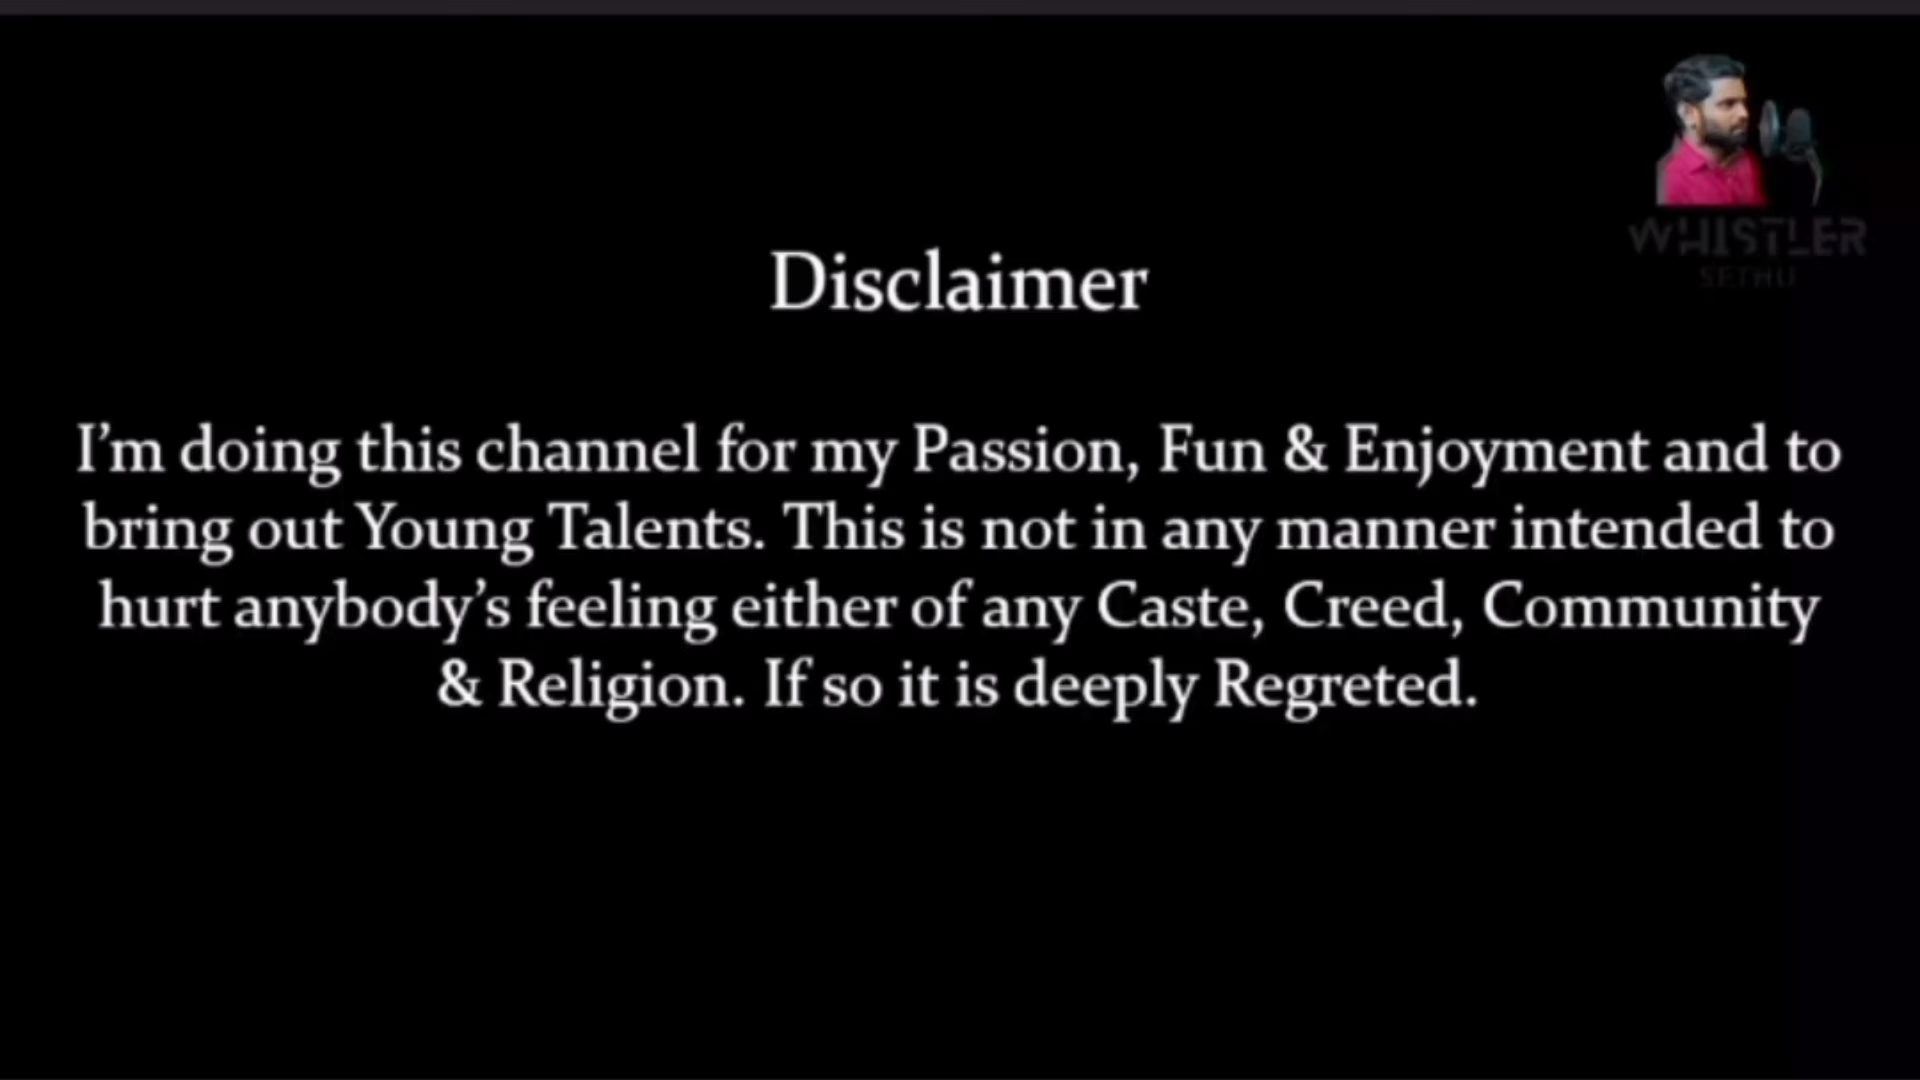 WHISTLER
SETHU
Disclaimer
I'm doing this channel for my Passion, Fun & Enjoyment and to
bring out Young Talents. This is not in any manner intended to
hurt anybody's feeling either of any Caste, Creed, Community
& Religion. If so it is deeply Regreted.